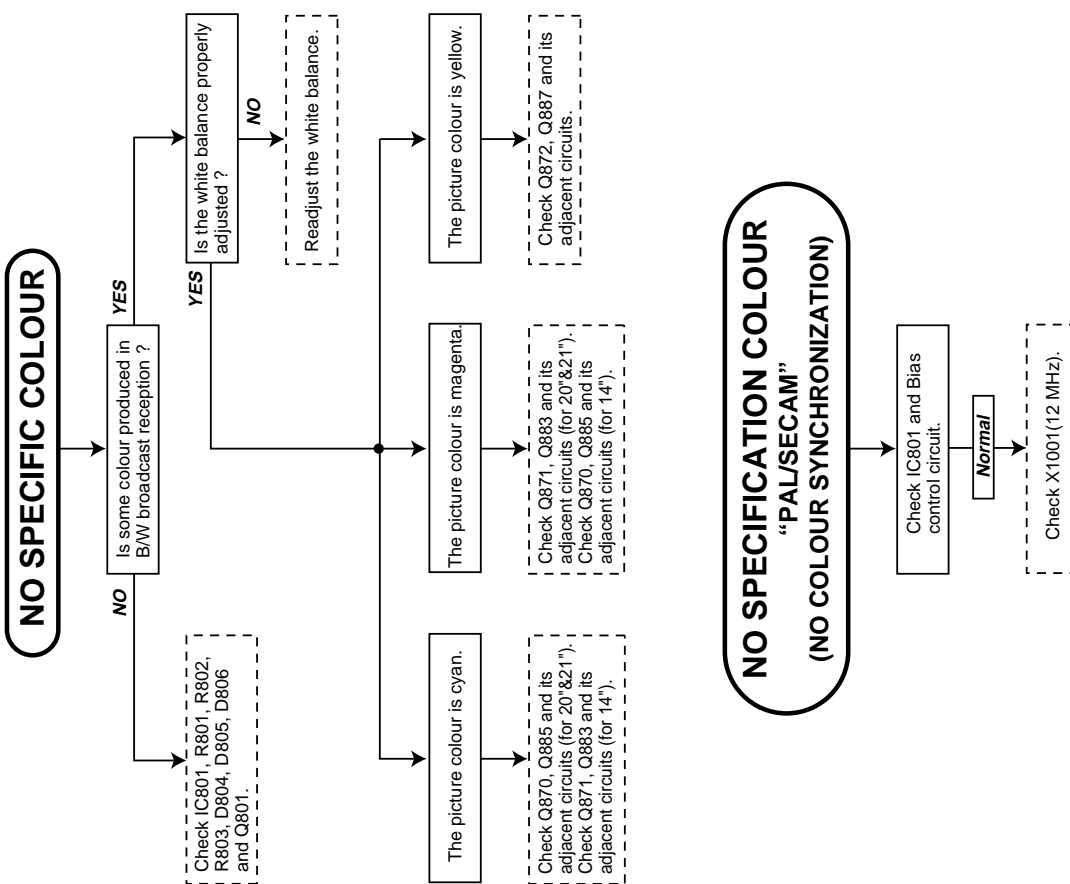 NO SPECIFIC COLOUR
Is some colour produced in
B/W broadcast reception ?
NO
YES
Check IC801, R801, R802,
R803, D804, D805, D806
and Q801.
Is the white balance properly
adjusted ?
YES
NO
Readjust the white balance.
The picture colour is cyan.
Check Q870, Q885 and its
adjacent circuits (for 20"&21").
Check Q871, Q883 and its
adjacent circuits (for 14").
The picture colour is magenta.
Check Q871, Q883 and its
adjacent circuits (for 20"&21").
Check Q870, Q885 and its
adjacent circuits (for 14").
The picture colour is yellow.
Check Q872, Q887 and its
adjacent circuits.
NO SPECIFICATION COLOUR
“PAL/SECAM”
(NO COLOUR SYNCHRONIZATION)
Check IC801 and Bias
control circuit.
Normal
Check X1001(12 MHz).